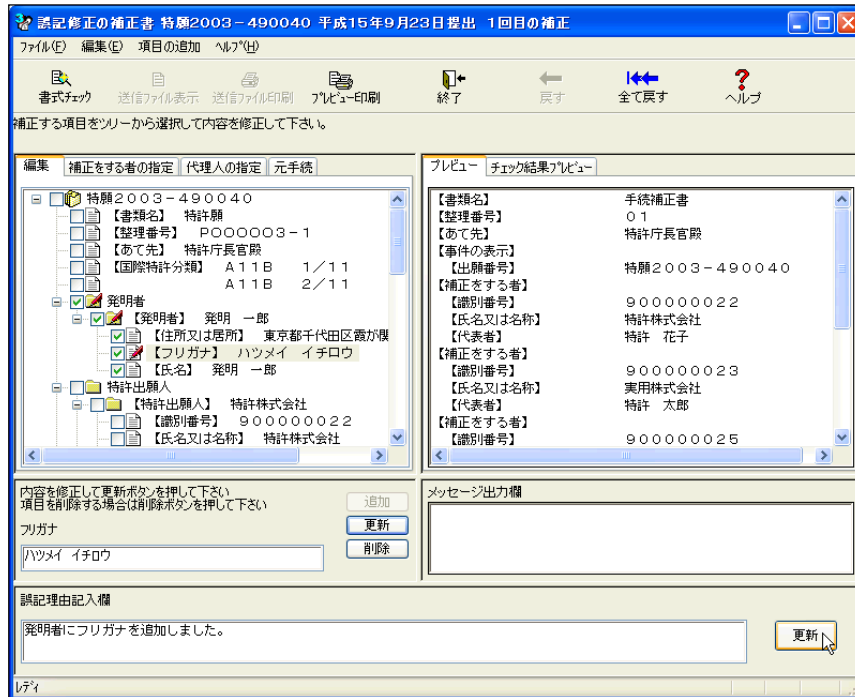 誤記修正の補正書 特願2003－490040 平成15年9月23日提出 1回目の補正
ファイル(F) 編集(E) 項目の追加 ヘルプ(H)
書式チェック 送信ファイル表示 送信ファイル印刷 プレビュー印刷 終了 戻す 全て戻す ヘルプ
補正する項目をツリーから選択して内容を修正して下さい。
編集 補正をする者の指定 代理人の指定 元手続
特願２００３－４９００４０
【書類名】 特許願
【整理番号】 Ｐ０００００３－１
【あて先】 特許庁長官殿
【国際特許分類】 Ａ１１Ｂ １／１１
Ａ１１Ｂ ２／１１
発明者
【発明者】 発明 一郎
【住所又は居所】 東京都千代田区霞が関
【フリガナ】 ハツメイ イチロウ
【氏名】 発明 一郎
特許出願人
【特許出願人】 特許株式会社
【識別番号】 ９０００００００２２
【氏名又は名称】 特許株式会社
プレビュー チェック結果プレビュー
【書類名】 手続補正書
【整理番号】 ０１
【あて先】 特許庁長官殿
【事件の表示】
【出願番号】 特願２００３－４９００４０
【補正をする者】
【識別番号】 ９００００００２２
【氏名又は名称】 特許株式会社
【代表者】 特許 花子
【補正をする者】
【識別番号】 ９００００００２３
【氏名又は名称】 実用株式会社
【代表者】 特許 太郎
【補正をする者】
【識別番号】 ９００００００２５
内容を修正して更新ボタンを押して下さい
項目を削除する場合は削除ボタンを押して下さい
追加
フリガナ
更新
ハツメイ イチロウ
削除
メッセージ出力欄
誤記理由記入欄
発明者にフリガナを追加しました。
更新
レディ